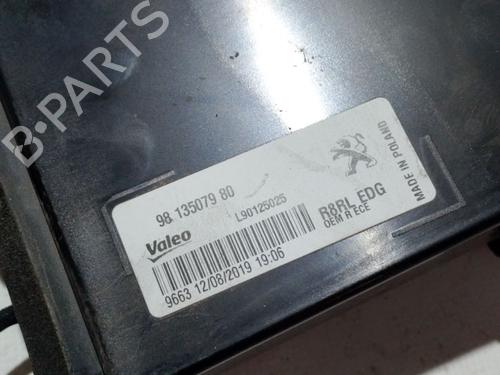 B-PARTS
98 135079 80
Valeo
L90125025
9663 12/08/2019 19:06
R8RL EDG
OEM R ECE
MADE IN POLAND